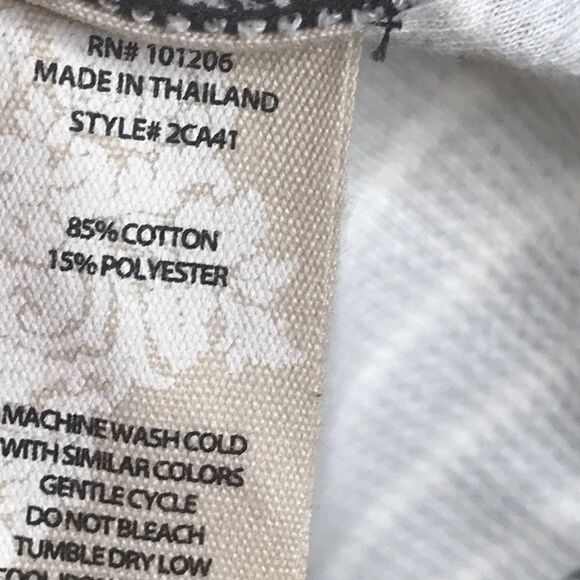 RN# 101206
MADE IN THAILAND
STYLE# 2CA41
85% COTTON
15% POLYESTER
MACHINE WASH COLD
WITH SIMILAR COLORS
GENTLE CYCLE
DO NOT BLEACH
TUMBLE DRY LOW